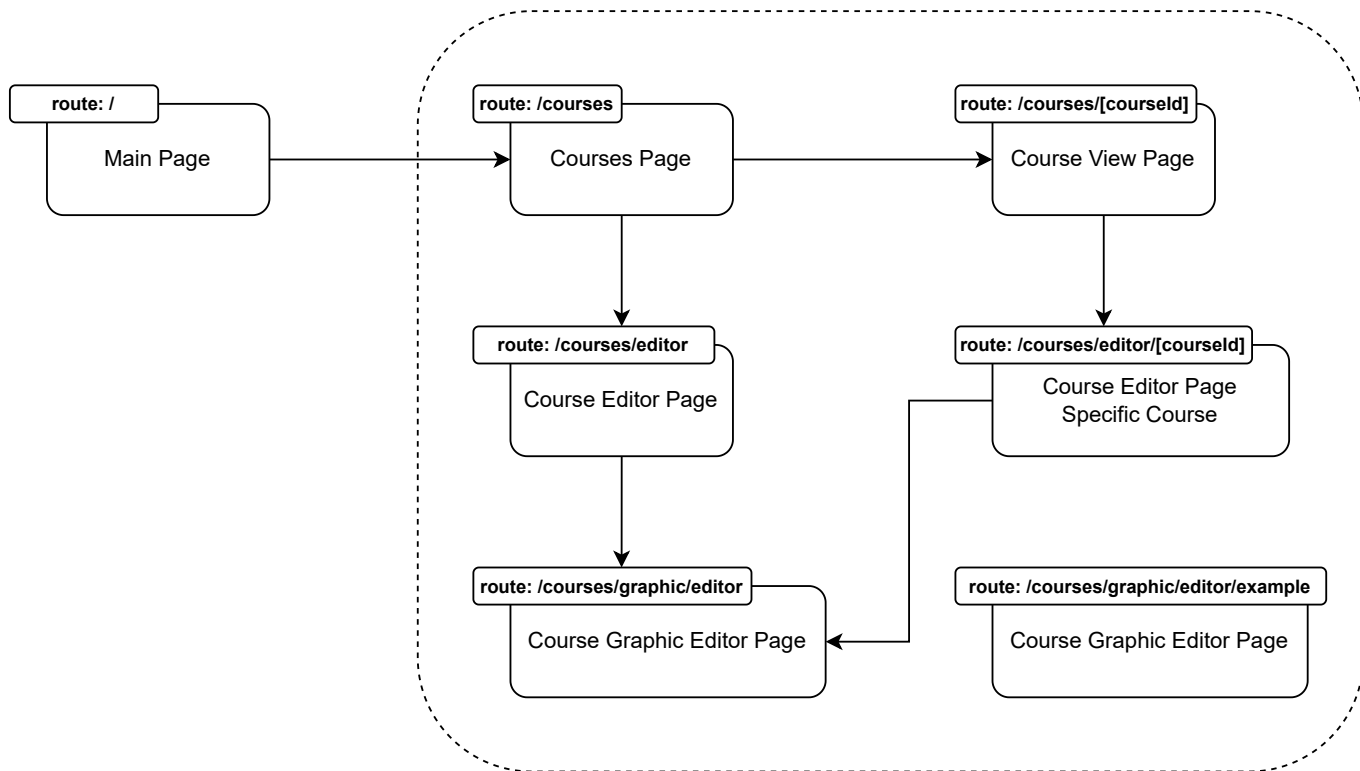 route: /
Main Page
route: /courses
Courses Page
route: /courses/[courseId]
Course View Page
route: /courses/editor
Course Editor Page
route: /courses/editor/[courseId]
Course Editor Page
Specific Course
route: /courses/graphic/editor
Course Graphic Editor Page
route: /courses/graphic/editor/example
Course Graphic Editor Page